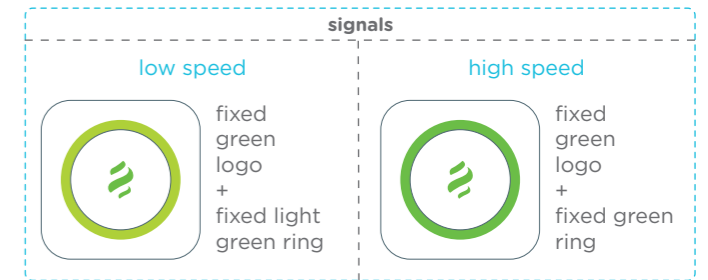 signals
low speed
fixed
green
logo
+
fixed light
green ring
high speed
fixed
green
logo
+
fixed green
ring